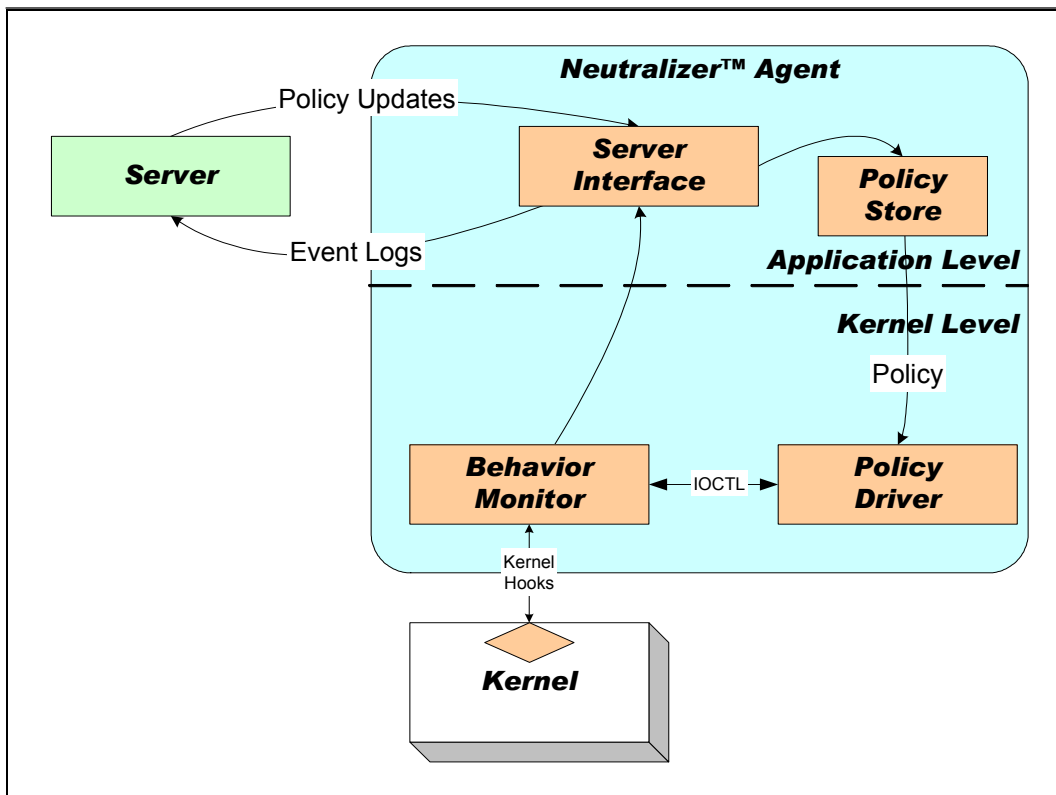 Neutralizer™ Agent
Policy Updates
Server
Server
Interface
Policy
Store
Event Logs
Application Level
Kernel Level
Policy
Behavior
Monitor
IOCTL
Policy
Driver
Kernel
Hooks
Kernel